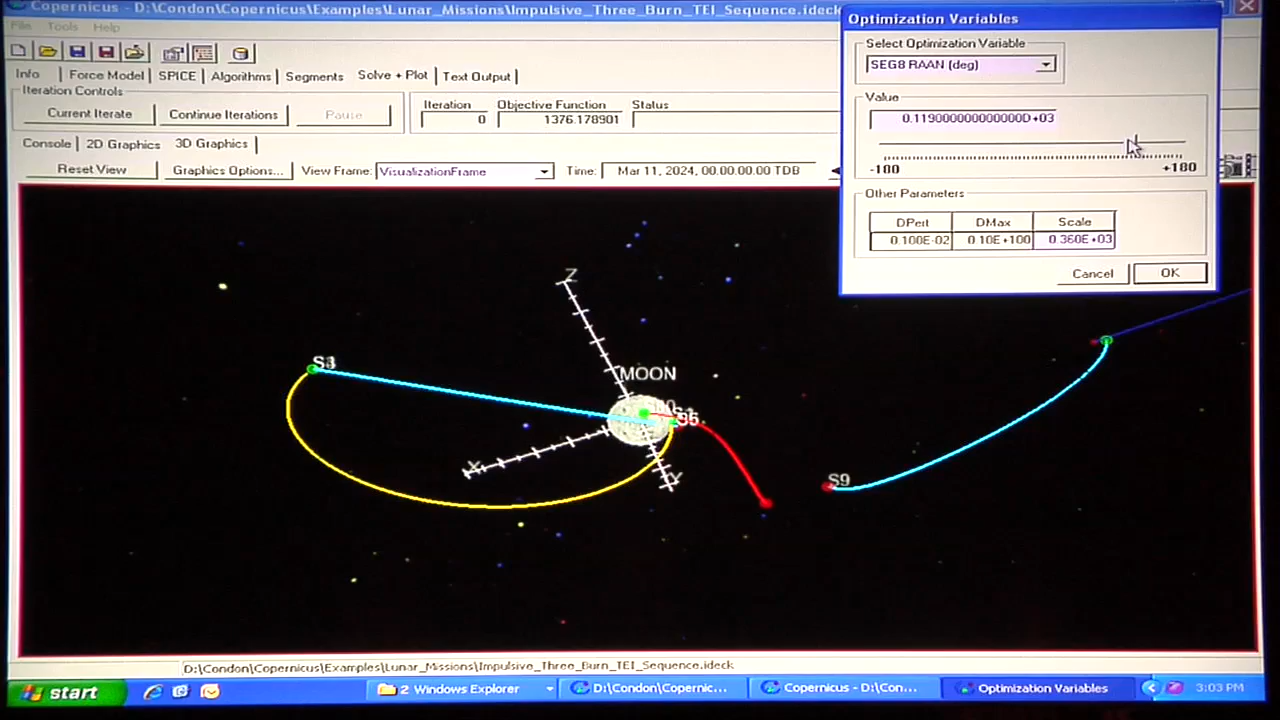 Copernicus - D:\Condon\Copernicus\Examples\Lunar_Missions\Impulsive_Three_Burn_TEI_Sequence.ideck
File Tools Help
Info Force Model SPICE Algorithms Segments Solve + Plot Text Output
Iteration Controls
Current Iterate Continue Iterations Pause
Iteration Objective Function Status
0 1376.178901
Console 2D Graphics 3D Graphics
Reset View Graphics Options... View Frame: VisualizationFrame Time: Mar 11, 2024, 00.00.00.00 TDB
Optimization Variables
Select Optimization Variable
SEG8 RAAN (deg)
Value
0.119000000000000D+03
-180 +180
Other Parameters
DPert DMax Scale
0.100E-02 0.10E+100 0.360E+03
Cancel OK
Z
MOON
X
Y
S9
D:\Condon\Copernicus\Examples\Lunar_Missions\Impulsive_Three_Burn_TEI_Sequence.ideck
start 2 Windows Explorer D:\Condon\Copernic... Copernicus - D:\Con... Optimization Variables 3:03 PM